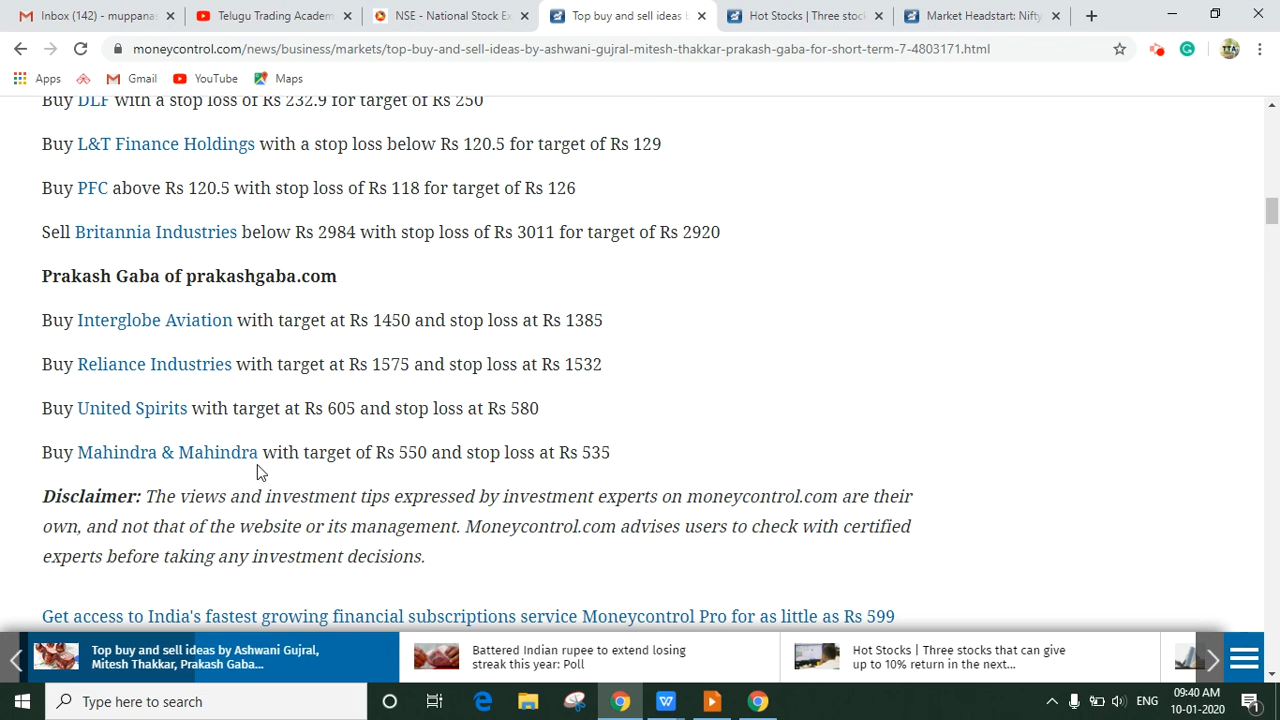 Inbox (142) - muppanas
Telugu Trading Academ
NSE - National Stock Ex
Top buy and sell ideas b
Hot Stocks | Three stoc
Market Headstart: Nifty
moneycontrol.com/news/business/markets/top-buy-and-sell-ideas-by-ashwani-gujral-mitesh-thakkar-prakash-gaba-for-short-term-7-4803171.html
Apps
Gmail
YouTube
Maps
Buy DLF with a stop loss of Rs 232.9 for target of Rs 250
Buy L&T Finance Holdings with a stop loss below Rs 120.5 for target of Rs 129
Buy PFC above Rs 120.5 with stop loss of Rs 118 for target of Rs 126
Sell Britannia Industries below Rs 2984 with stop loss of Rs 3011 for target of Rs 2920
Prakash Gaba of prakashgaba.com
Buy Interglobe Aviation with target at Rs 1450 and stop loss at Rs 1385
Buy Reliance Industries with target at Rs 1575 and stop loss at Rs 1532
Buy United Spirits with target at Rs 605 and stop loss at Rs 580
Buy Mahindra & Mahindra with target of Rs 550 and stop loss at Rs 535
Disclaimer: The views and investment tips expressed by investment experts on moneycontrol.com are their
own, and not that of the website or its management. Moneycontrol.com advises users to check with certified
experts before taking any investment decisions.
Get access to India's fastest growing financial subscriptions service Moneycontrol Pro for as little as Rs 599
Top buy and sell ideas by Ashwani Gujral,
Mitesh Thakkar, Prakash Gaba...
Battered Indian rupee to extend losing
streak this year: Poll
Hot Stocks | Three stocks that can give
up to 10% return in the next...
Type here to search
ENG
09:40 AM
10-01-2020
1